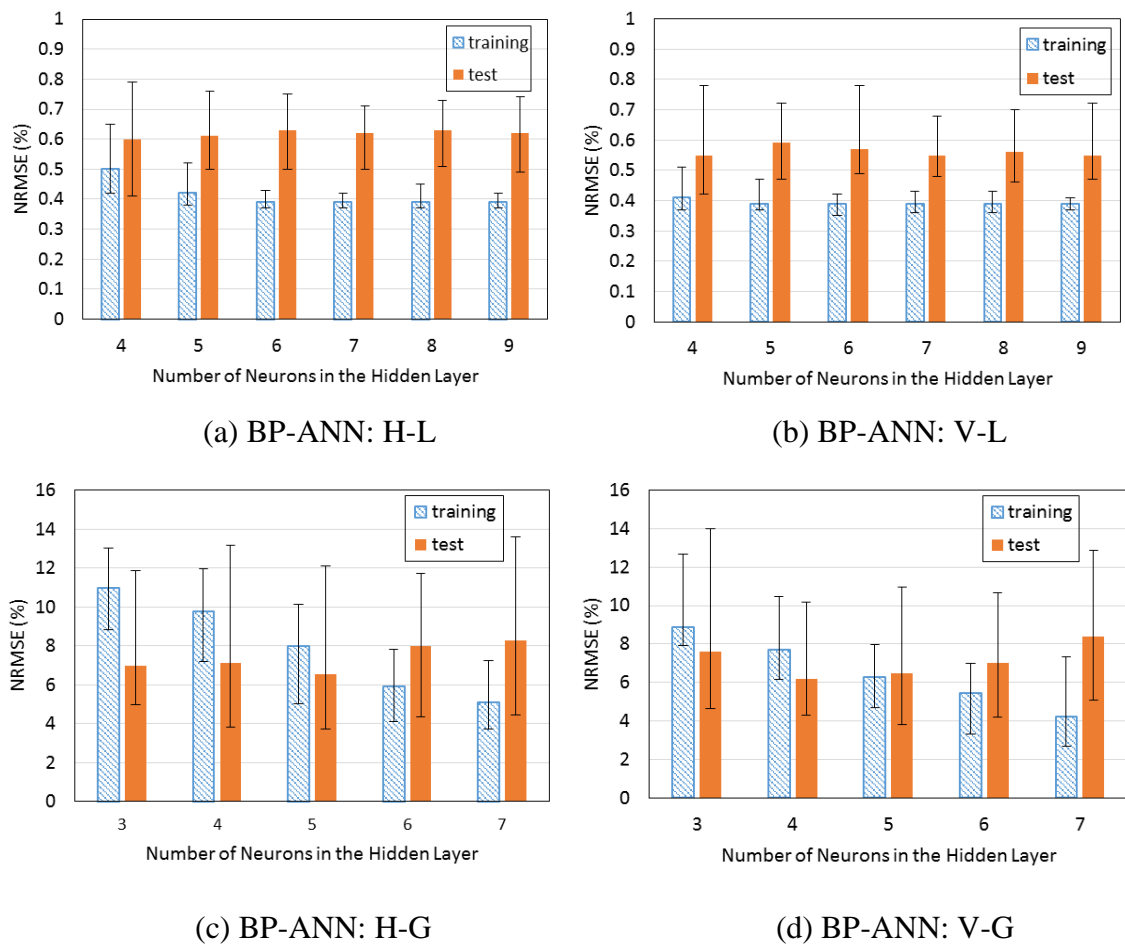 1
0.9
0.8
0.7
0.6
0.5
0.4
0.3
0.2
0.1
0
NRMSE (%)
training
test
4 5 6 7 8 9
Number of Neurons in the Hidden Layer
(a) BP-ANN: H-L
1
0.9
0.8
0.7
0.6
0.5
0.4
0.3
0.2
0.1
0
NRMSE (%)
training
test
4 5 6 7 8 9
Number of Neurons in the Hidden Layer
(b) BP-ANN: V-L
16
14
12
10
8
6
4
2
0
NRMSE (%)
training
test
3 4 5 6 7
Number of Neurons in the Hidden Layer
(c) BP-ANN: H-G
16
14
12
10
8
6
4
2
0
NRMSE (%)
training
test
3 4 5 6 7
Number of Neurons in the Hidden Layer
(d) BP-ANN: V-G